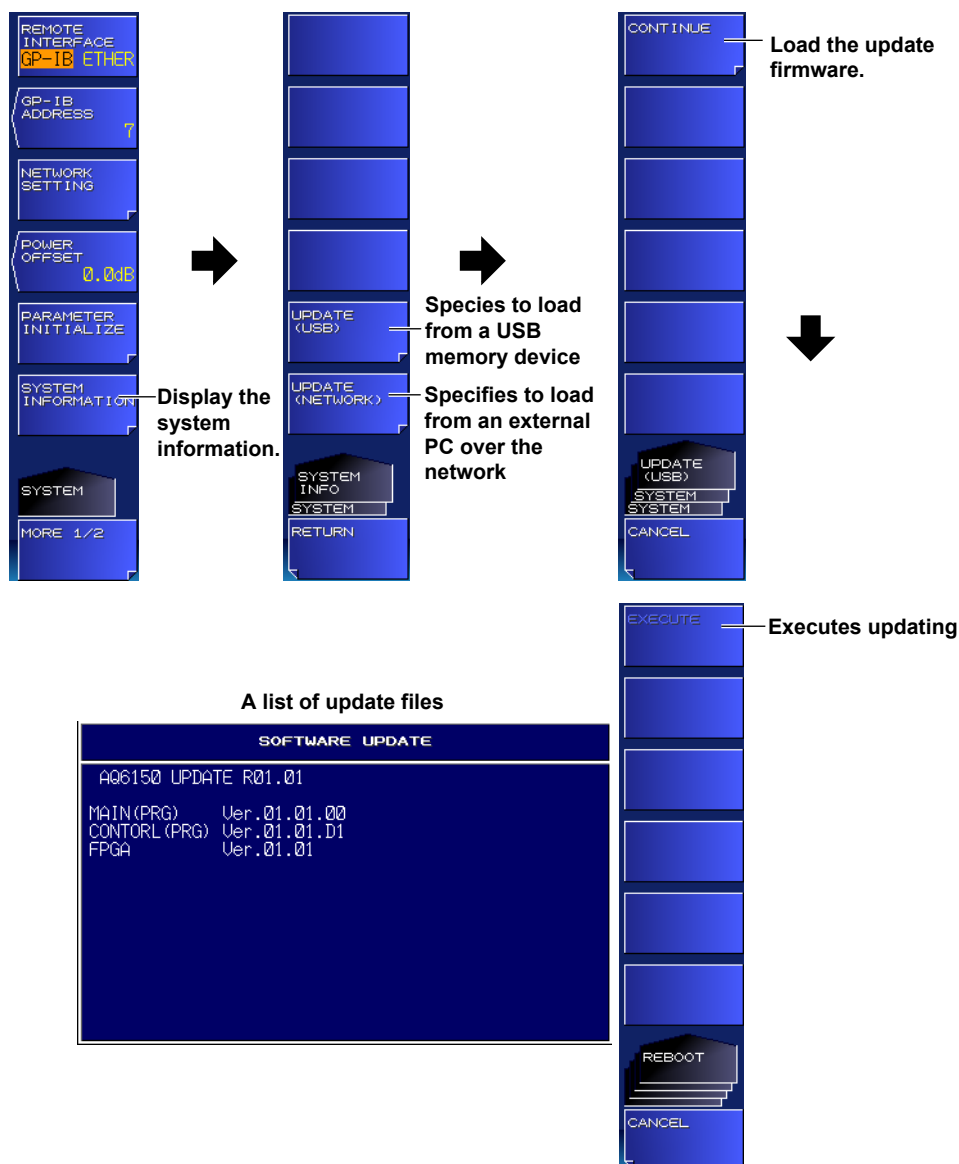 REMOTE
INTERFACE
GP-IB ETHER
GP-IB
ADDRESS
7
NETWORK
SETTING
POWER
OFFSET
0.0dB
PARAMETER
INITIALIZE
SYSTEM
INFORMATION
SYSTEM
MORE 1/2
Display the
system
information.
UPDATE
(USB)
UPDATE
(NETWORK)
SYSTEM
INFO
SYSTEM
RETURN
Species to load
from a USB
memory device
Specifies to load
from an external
PC over the
network
CONTINUE
UPDATE
(USB)
SYSTEM
SYSTEM
CANCEL
Load the update
firmware.
A list of update files
SOFTWARE UPDATE
AQ6150 UPDATE R01.01
MAIN(PRG) Ver.01.01.00
CONTORL(PRG) Ver.01.01.D1
FPGA Ver.01.01
EXECUTE
REBOOT
CANCEL
Executes updating